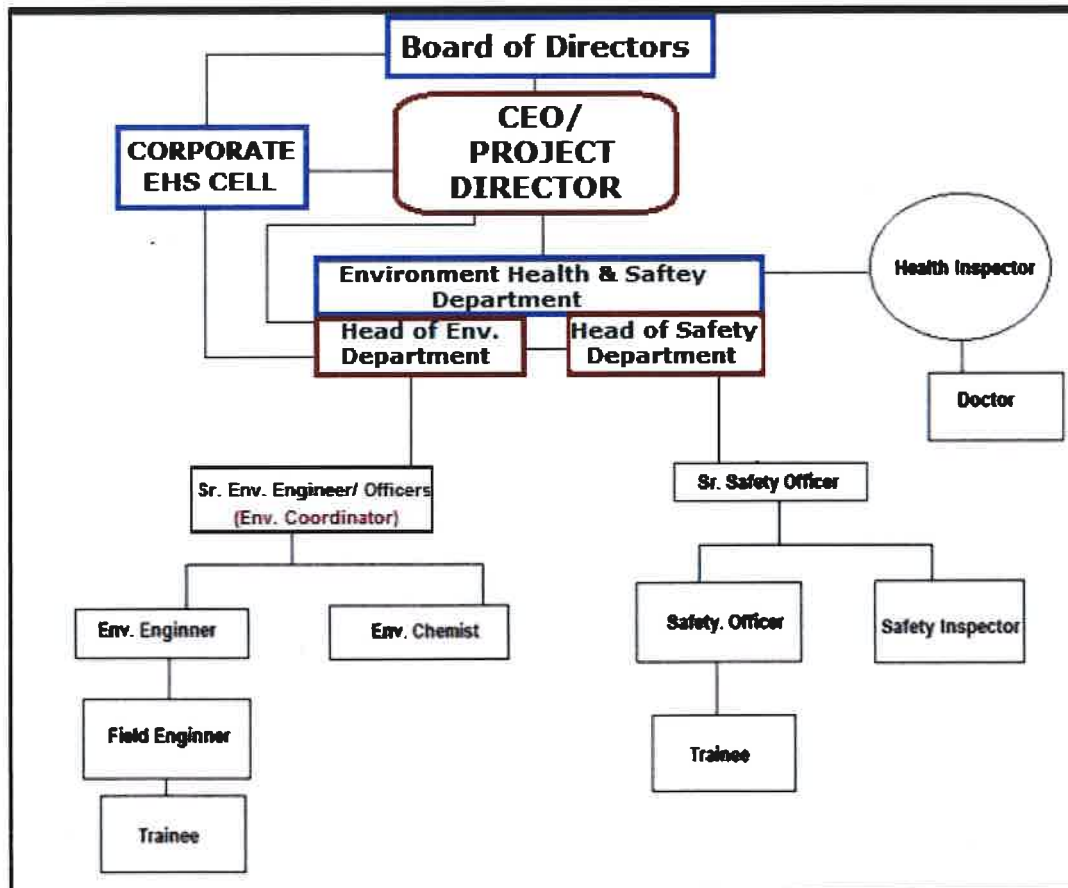 Board of Directors
CEO/
PROJECT
DIRECTOR
CORPORATE
EHS CELL
Environment Health & Saftey
Department
Health Inspector
Head of Env.
Department
Head of Safety
Department
Doctor
Sr. Env. Engineer/ Officers
(Env. Coordinator)
Sr. Safety Officer
Env. Enginner
Env. Chemist
Safety. Officer
Safety Inspector
Field Enginner
Trainee
Trainee